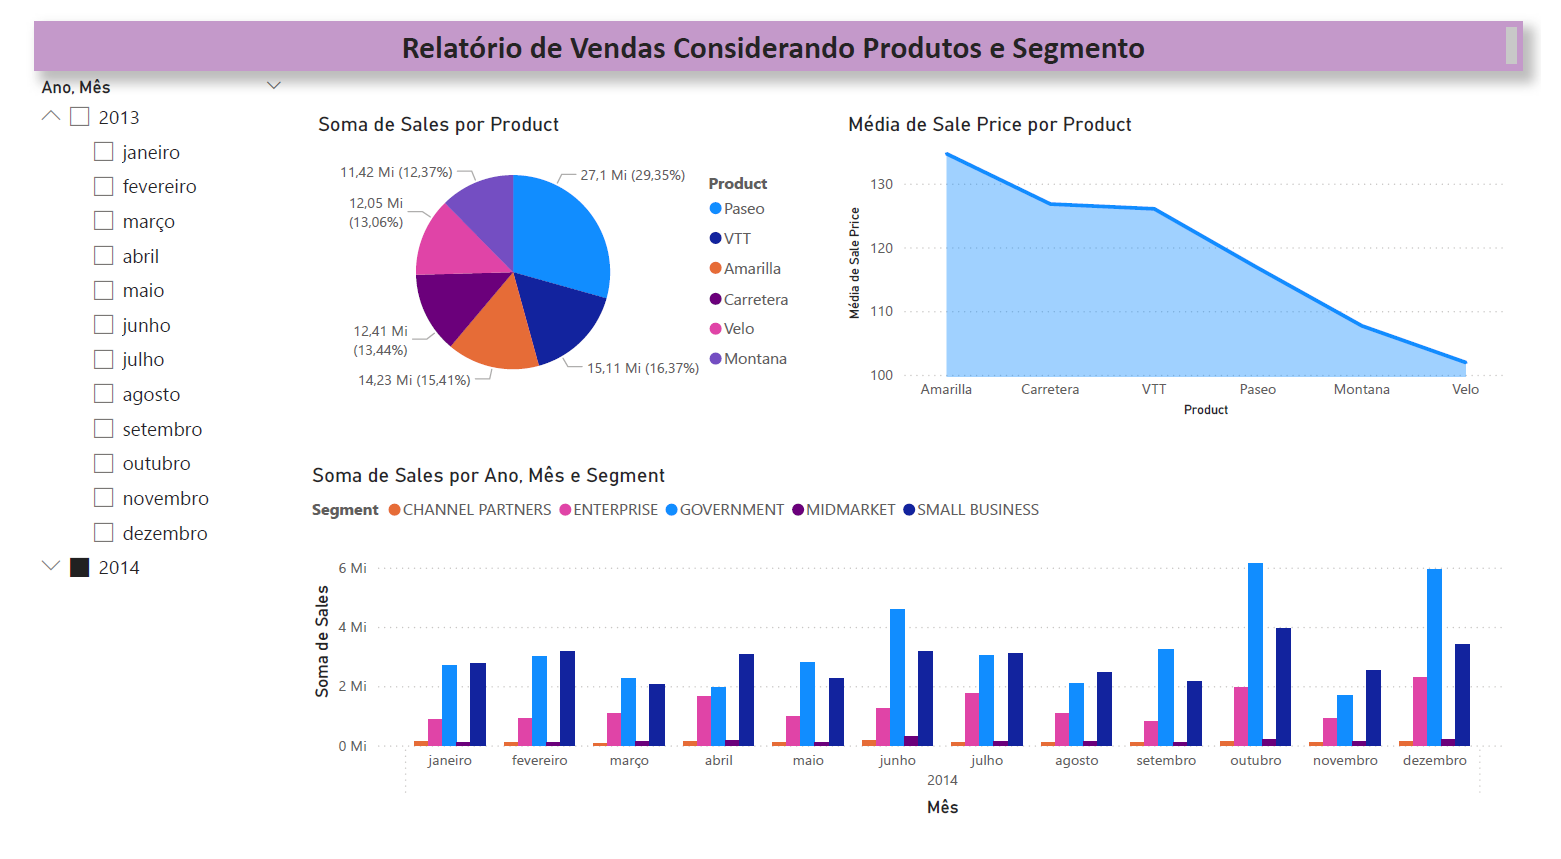 Relatório de Vendas Considerando Produtos e Segmento
Ano, Mês
2013
janeiro
fevereiro
março
abril
maio
junho
julho
agosto
setembro
outubro
novembro
dezembro
2014
Soma de Sales por Product
11,42 Mi (12,37%)
27,1 Mi (29,35%)
12,05 Mi
(13,06%)
12,41 Mi
(13,44%)
14,23 Mi (15,41%)
15,11 Mi (16,37%)
Product
Paseo
VTT
Amarilla
Carretera
Velo
Montana
Média de Sale Price por Product
Média de Sale Price
130
120
110
100
Amarilla Carretera VTT Paseo Montana Velo
Product
Soma de Sales por Ano, Mês e Segment
Segment CHANNEL PARTNERS ENTERPRISE GOVERNMENT MIDMARKET SMALL BUSINESS
Soma de Sales
6 Mi
4 Mi
2 Mi
0 Mi
janeiro fevereiro março abril maio junho julho agosto setembro outubro novembro dezembro
2014
Mês